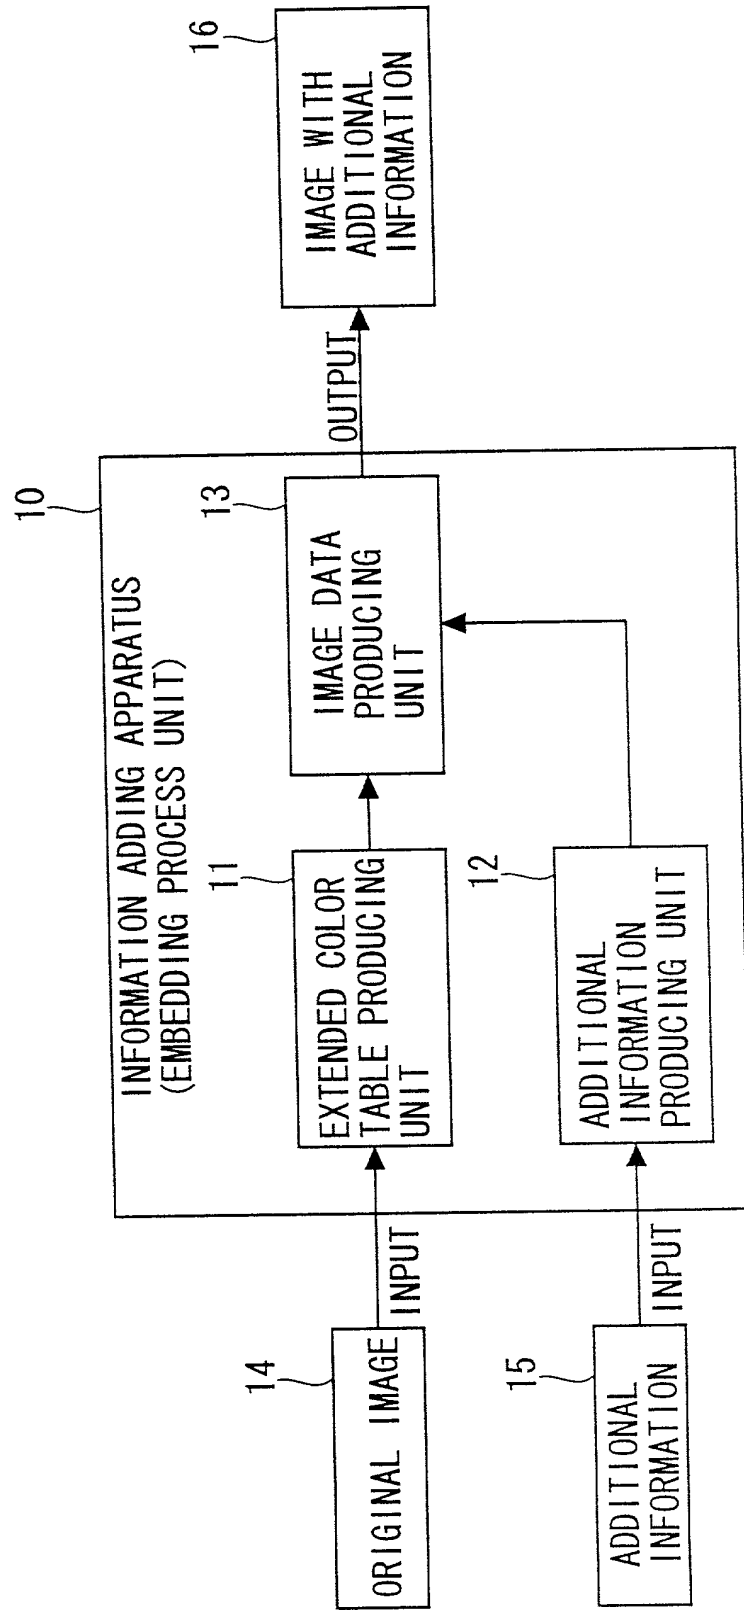 10
INFORMATION ADDING APPARATUS
(EMBEDDING PROCESS UNIT)
14
ORIGINAL IMAGE
INPUT
11
EXTENDED COLOR
TABLE PRODUCING
UNIT
13
IMAGE DATA
PRODUCING
UNIT
OUTPUT
16
IMAGE WITH
ADDITIONAL
INFORMATION
15
ADDITIONAL
INFORMATION
INPUT
12
ADDITIONAL
INFORMATION
PRODUCING UNIT